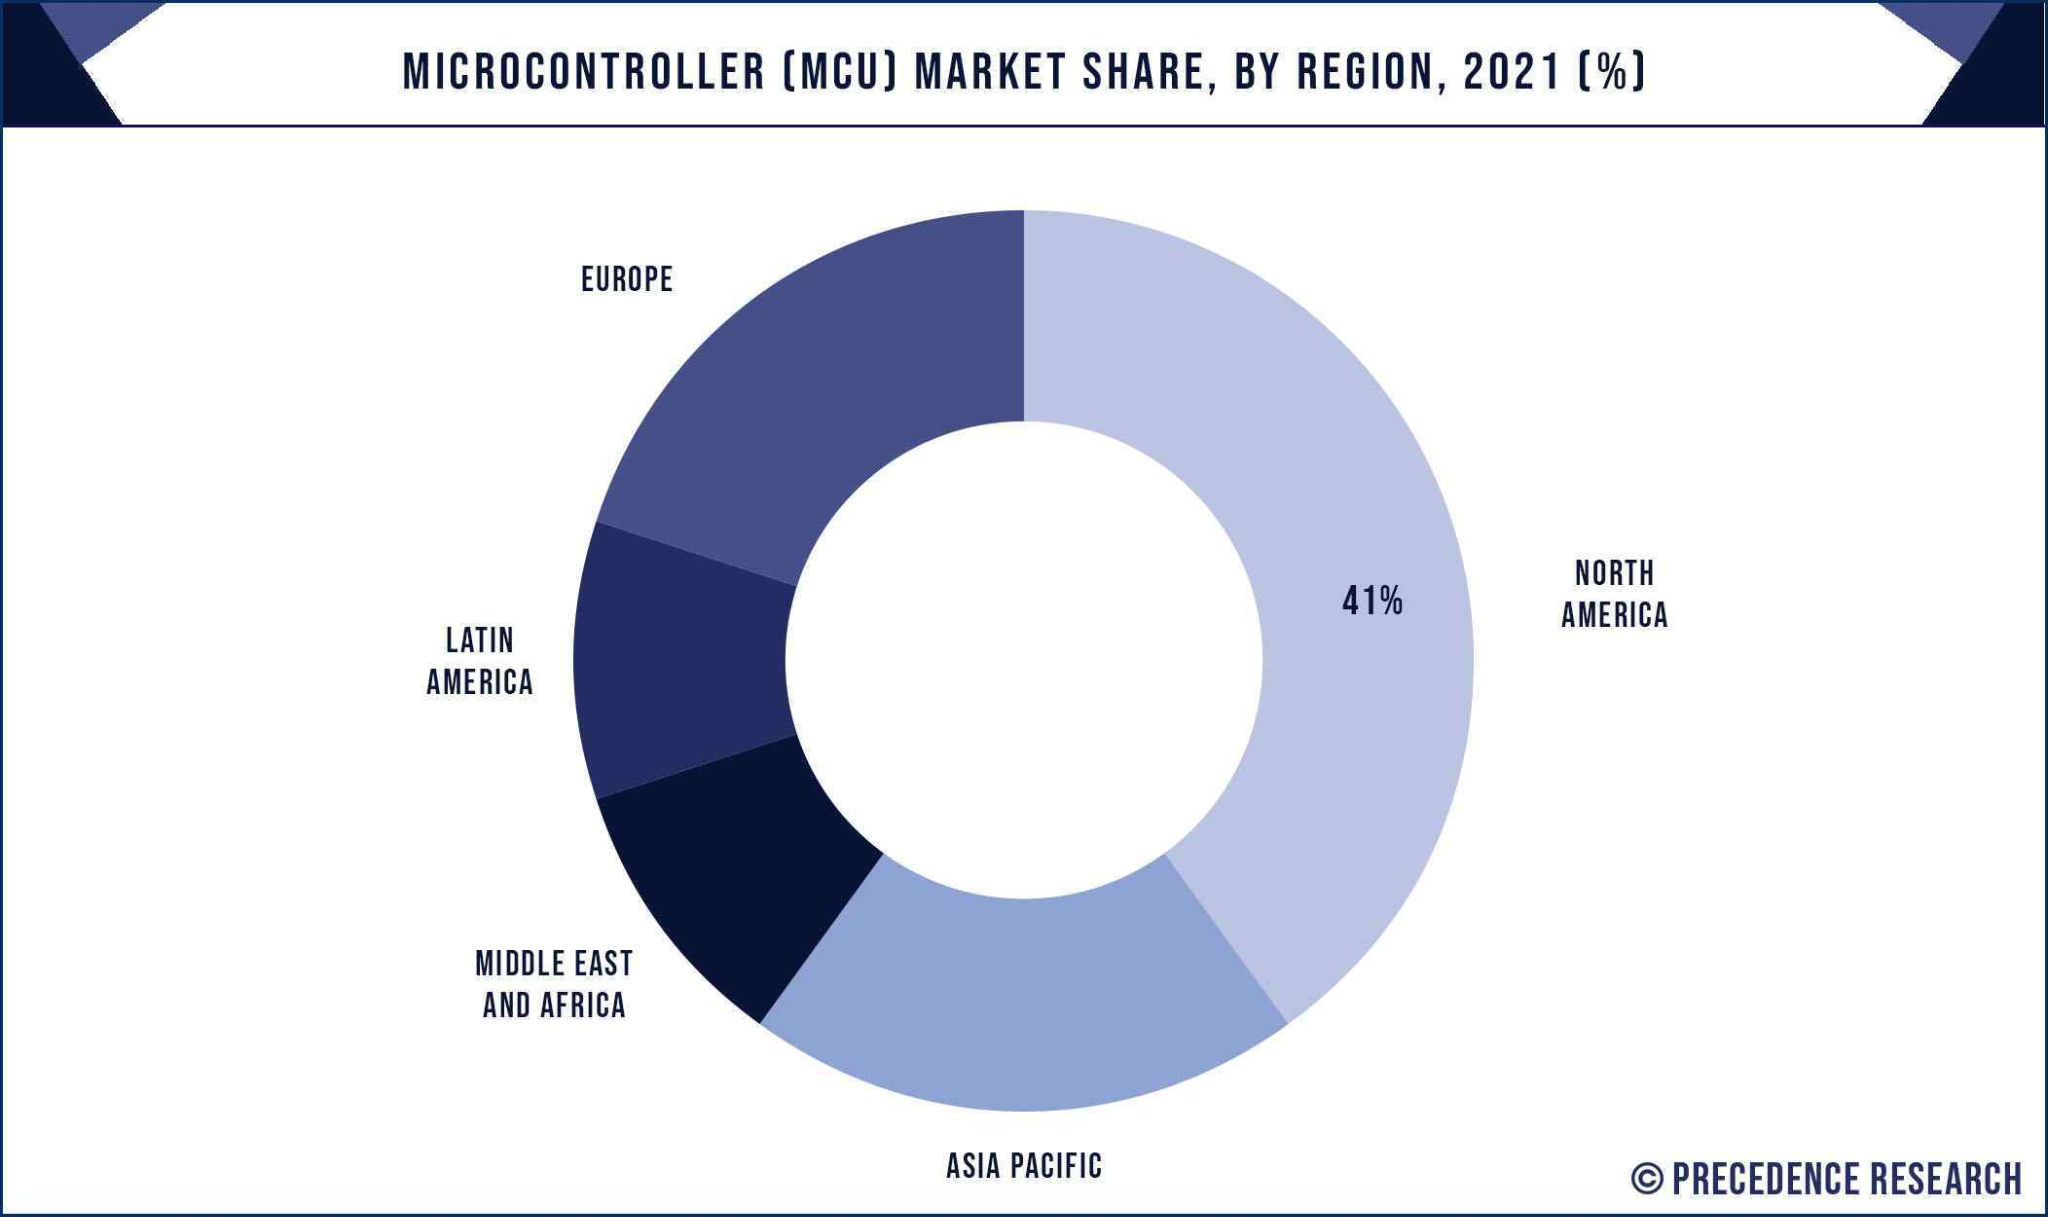 MICROCONTROLLER (MCU) MARKET SHARE, BY REGION, 2021 (%)
EUROPE
NORTH
AMERICA
41%
LATIN
AMERICA
MIDDLE EAST
AND AFRICA
ASIA PACIFIC
© PRECEDENCE RESEARCH